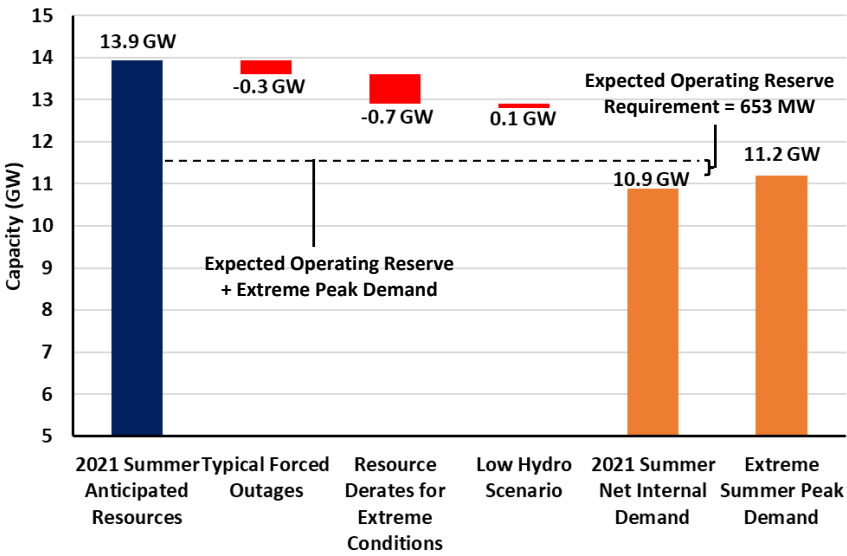 15
14
13
12
11
10
9
8
7
6
5
Capacity (GW)
13.9 GW
-0.3 GW
-0.7 GW
0.1 GW
Expected Operating Reserve
Requirement = 653 MW
10.9 GW
11.2 GW
Expected Operating Reserve
+ Extreme Peak Demand
2021 Summer
Anticipated
Resources
Typical Forced
Outages
Resource
Derates for
Extreme
Conditions
Low Hydro
Scenario
2021 Summer
Net Internal
Demand
Extreme
Summer Peak
Demand